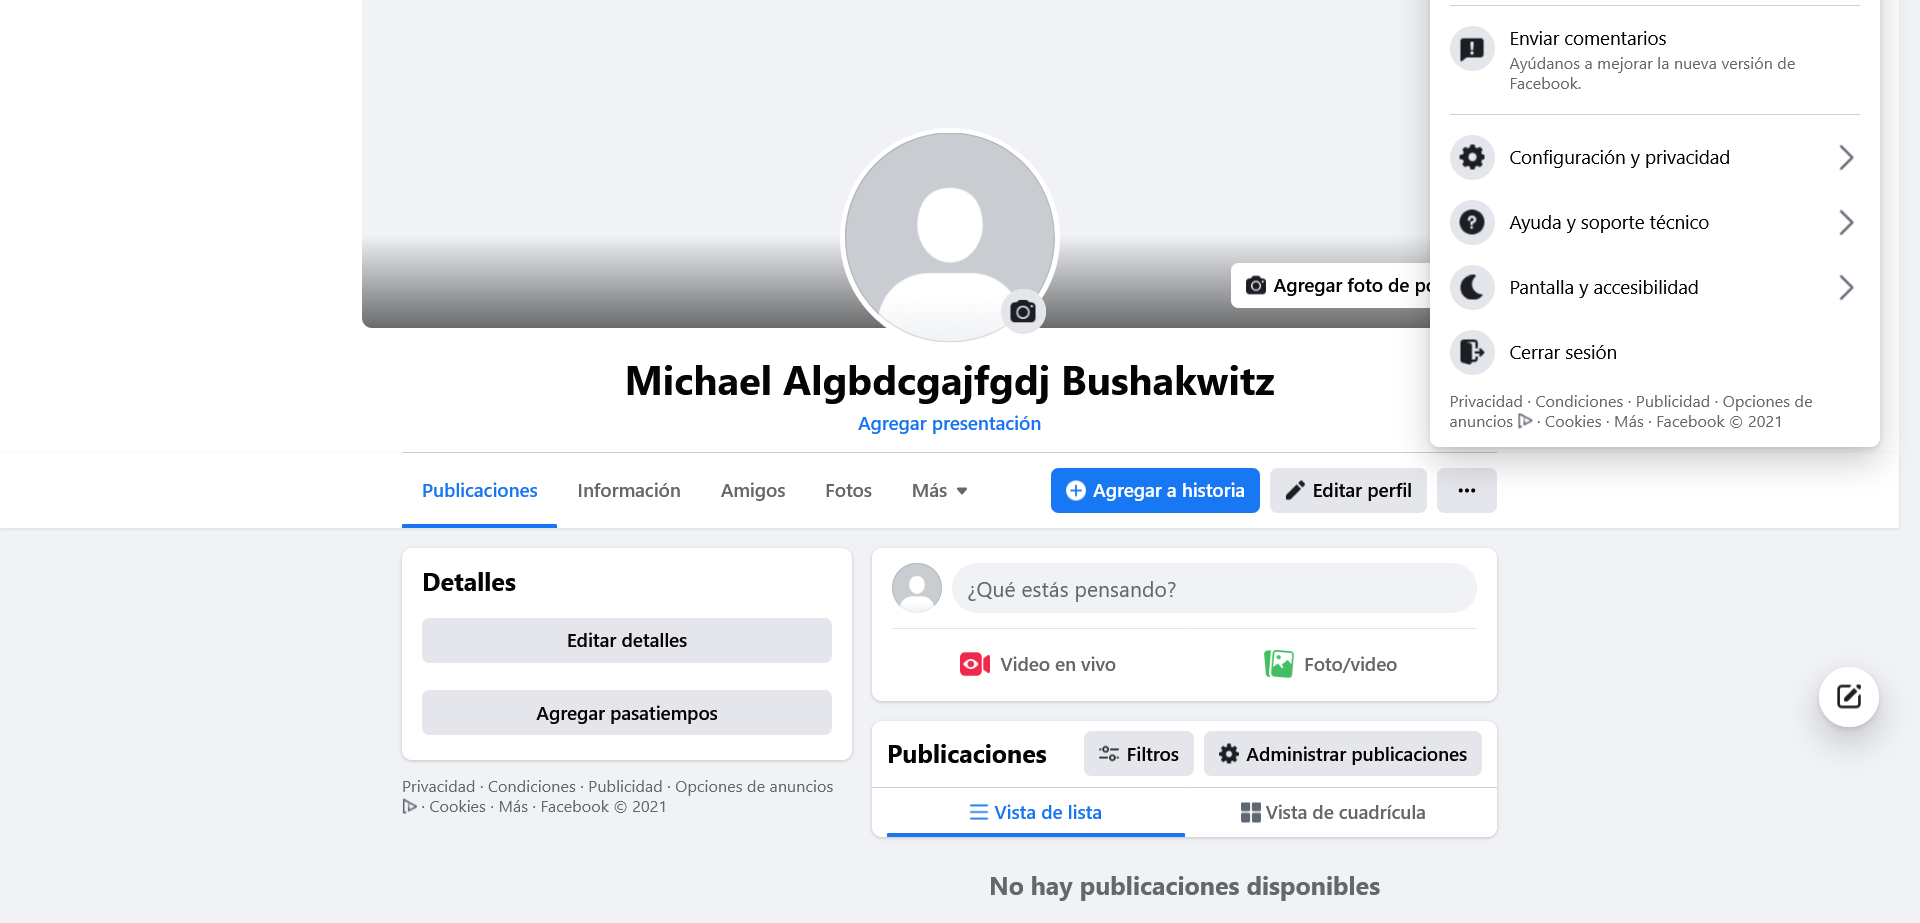 Enviar comentarios
Ayúdanos a mejorar la nueva versión de
Facebook.
Configuración y privacidad
Ayuda y soporte técnico
Pantalla y accesibilidad
Cerrar sesión
Privacidad · Condiciones · Publicidad · Opciones de
anuncios · Cookies · Más · Facebook © 2021
Agregar foto de po
Michael Algbdcgajfgdj Bushakwitz
Agregar presentación
Publicaciones
Información
Amigos
Fotos
Más
Agregar a historia
Editar perfil
Detalles
Editar detalles
Agregar pasatiempos
Privacidad · Condiciones · Publicidad · Opciones de anuncios
· Cookies · Más · Facebook © 2021
¿Qué estás pensando?
Video en vivo
Foto/video
Publicaciones
Filtros
Administrar publicaciones
Vista de lista
Vista de cuadrícula
No hay publicaciones disponibles